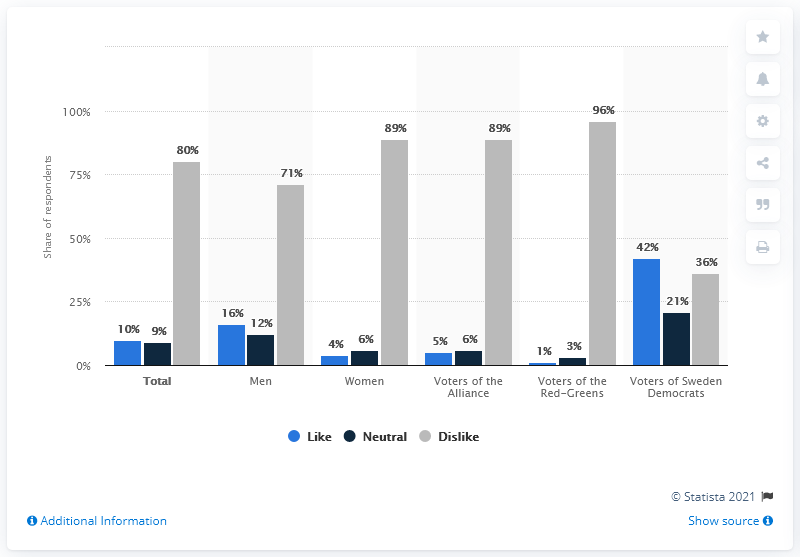 100%
75%
50%
25%
0%
Share of respondents
10% 9% 80%
16% 12% 71%
4% 6% 89%
5% 6% 89%
1% 3% 96%
42% 21% 36%
Total
Men
Women
Voters of the
Alliance
Voters of the
Red-Greens
Voters of Sweden
Democrats
Like Neutral Dislike
© Statista 2021
Additional Information
Show source